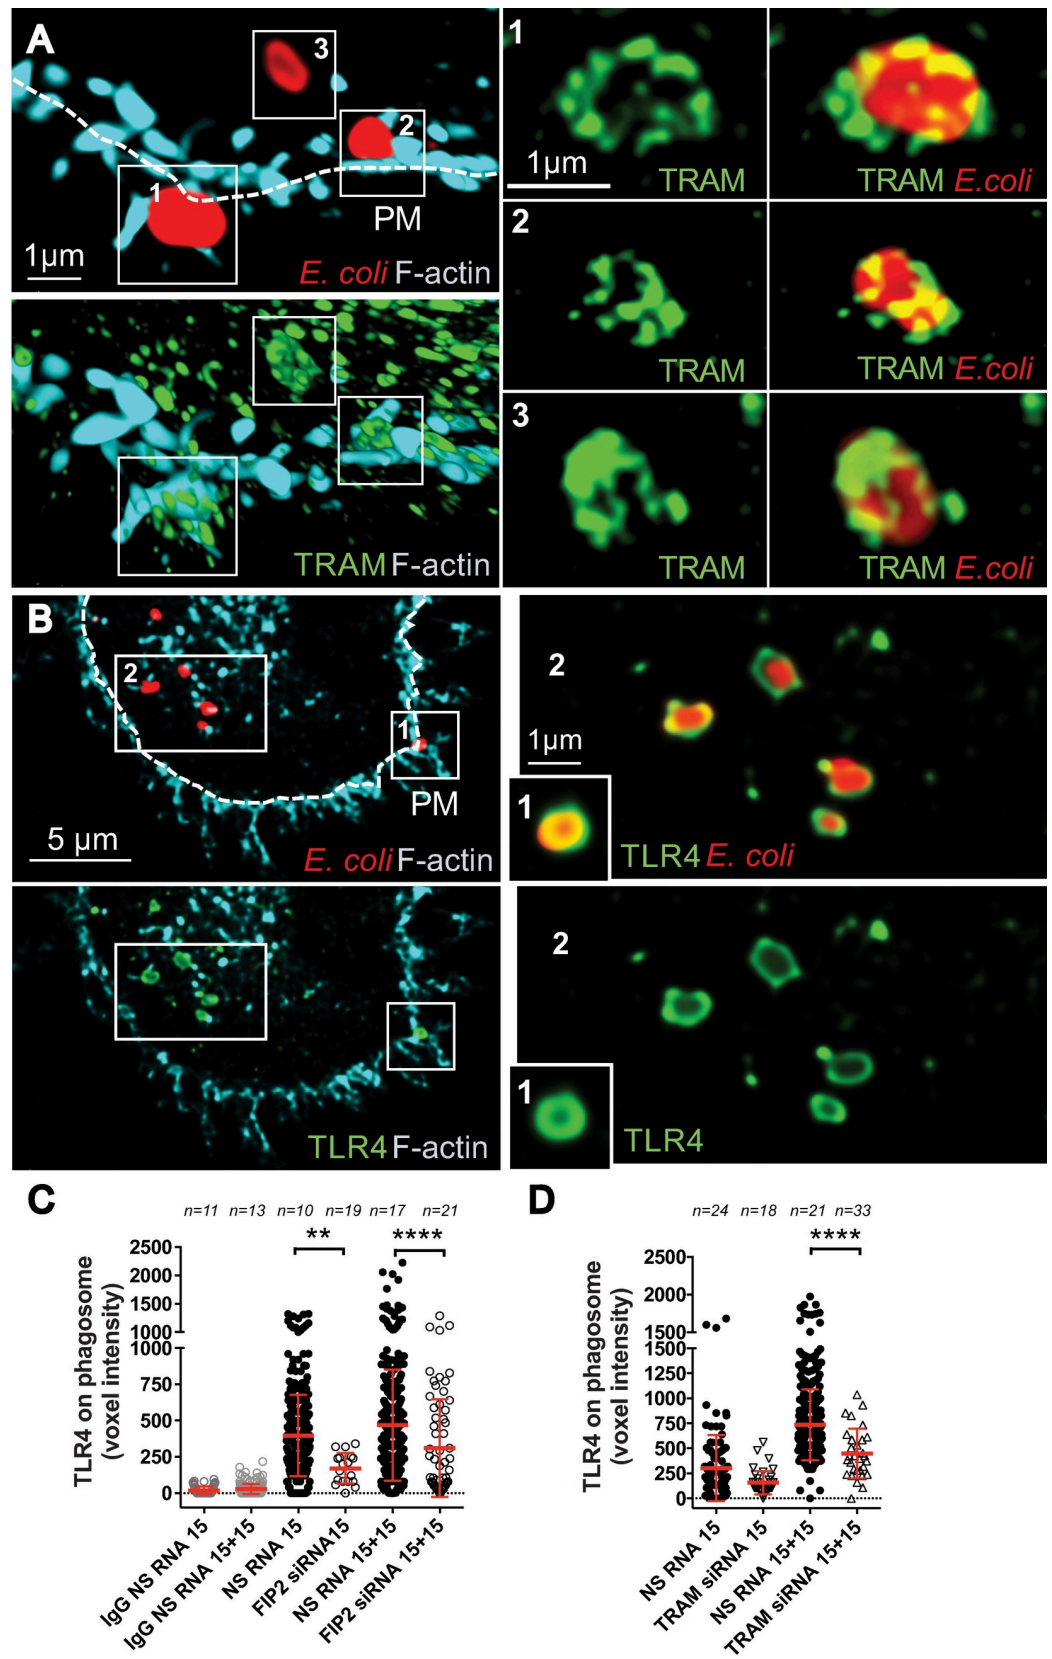 A
3
2
1
PM
1µm
E. coli F-actin
TRAM F-actin
1
1µm
TRAM
TRAM E.coli
2
TRAM
TRAM E.coli
3
TRAM
TRAM E.coli
B
2
1
PM
5 µm
E. coli F-actin
TLR4 F-actin
2
1µm
1
TLR4 E. coli
2
1
TLR4
C
n=11 n=13 n=10 n=19 n=17 n=21
** ****
TLR4 on phagosome
(voxel intensity)
2500
2000
1500
1000
1000
750
500
250
0
IgG NS RNA 15
IgG NS RNA 15+15
NS RNA 15
FIP2 siRNA15
NS RNA 15+15
FIP2 siRNA 15+15
D
n=24 n=18 n=21 n=33
****
TLR4 on phagosome
(voxel intensity)
2500
2000
1500
1500
1250
1000
750
500
250
0
NS RNA 15
TRAM siRNA 15
NS RNA 15+15
TRAM siRNA 15+15